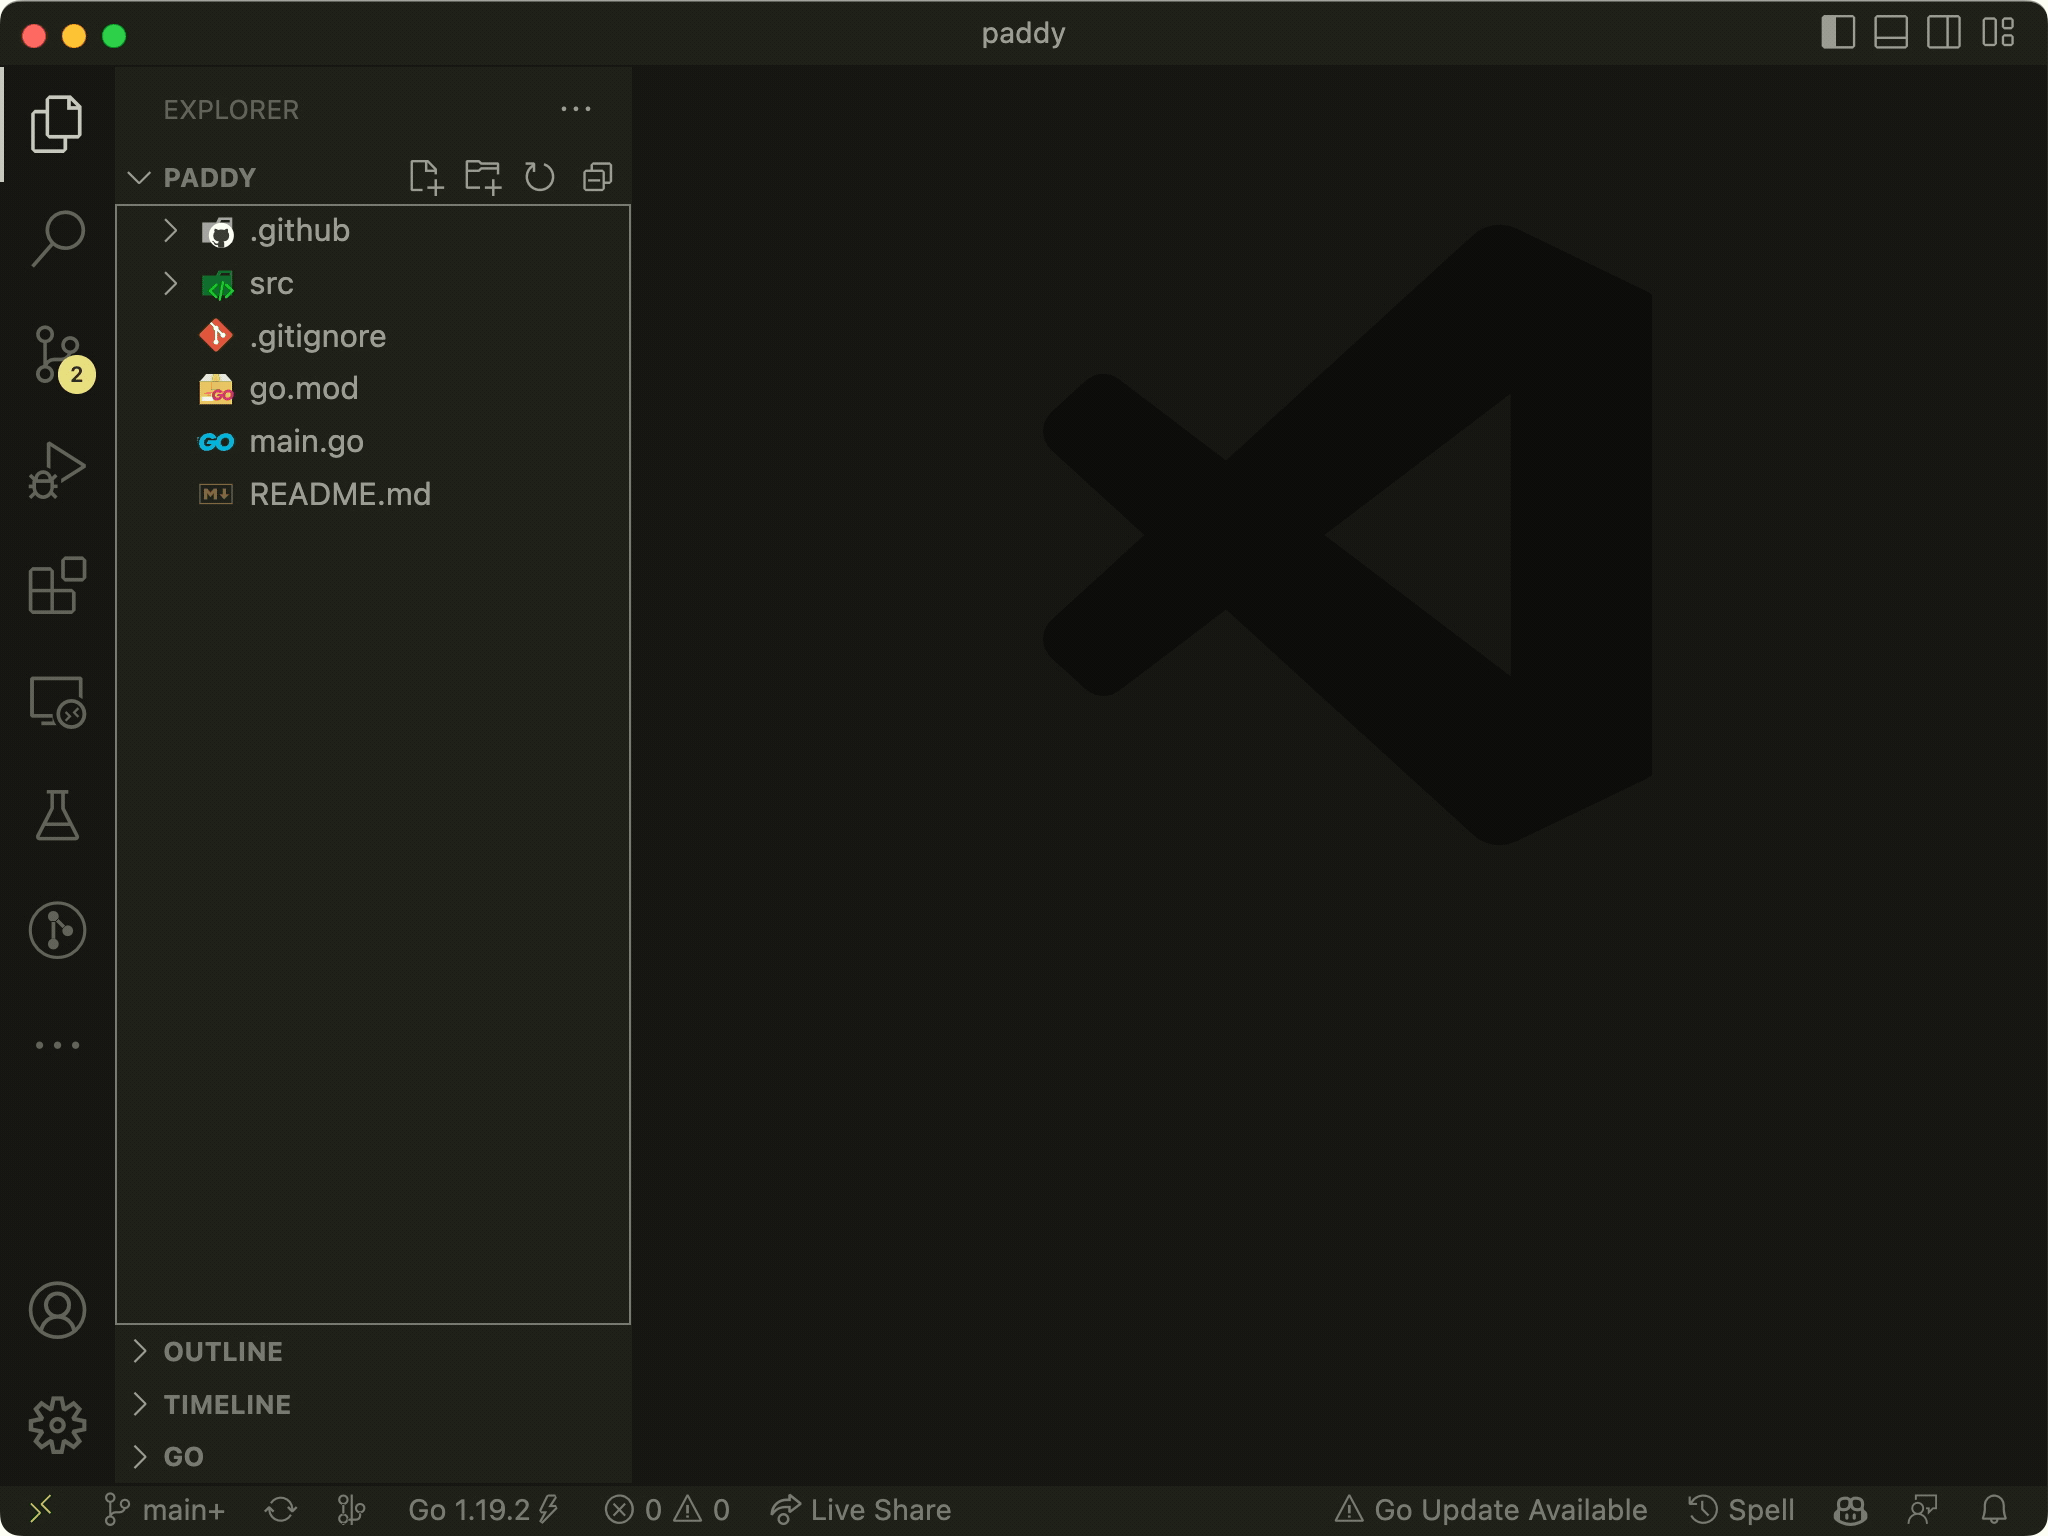 paddy
EXPLORER
PADDY
.github
src
.gitignore
go.mod
main.go
README.md
2
OUTLINE
TIMELINE
GO
main+ Go 1.19.2 0 0 Live Share Go Update Available Spell